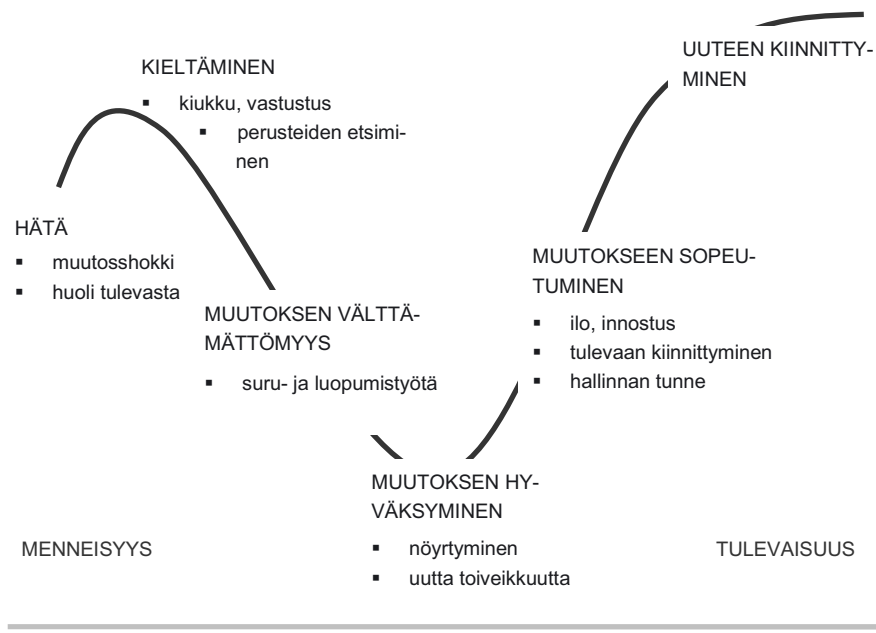 UUTEEN KIINNITTY-
MINEN
KIELTÄMINEN
▪ kiukku, vastustus
▪ perusteiden etsimi-
nen
HÄTÄ
▪ muutosshokki
▪ huoli tulevasta
MUUTOKSEEN SOPEU-
TUMINEN
▪ ilo, innostus
▪ tulevaan kiinnittyminen
▪ hallinnan tunne
MUUTOKSEN VÄLTTÄ-
MÄTTÖMYYS
▪ suru- ja luopumistyötä
MUUTOKSEN HY-
VÄKSYMINEN
▪ nöyrtyminen
▪ uutta toiveikkuutta
MENNEISYYS
TULEVAISUUS